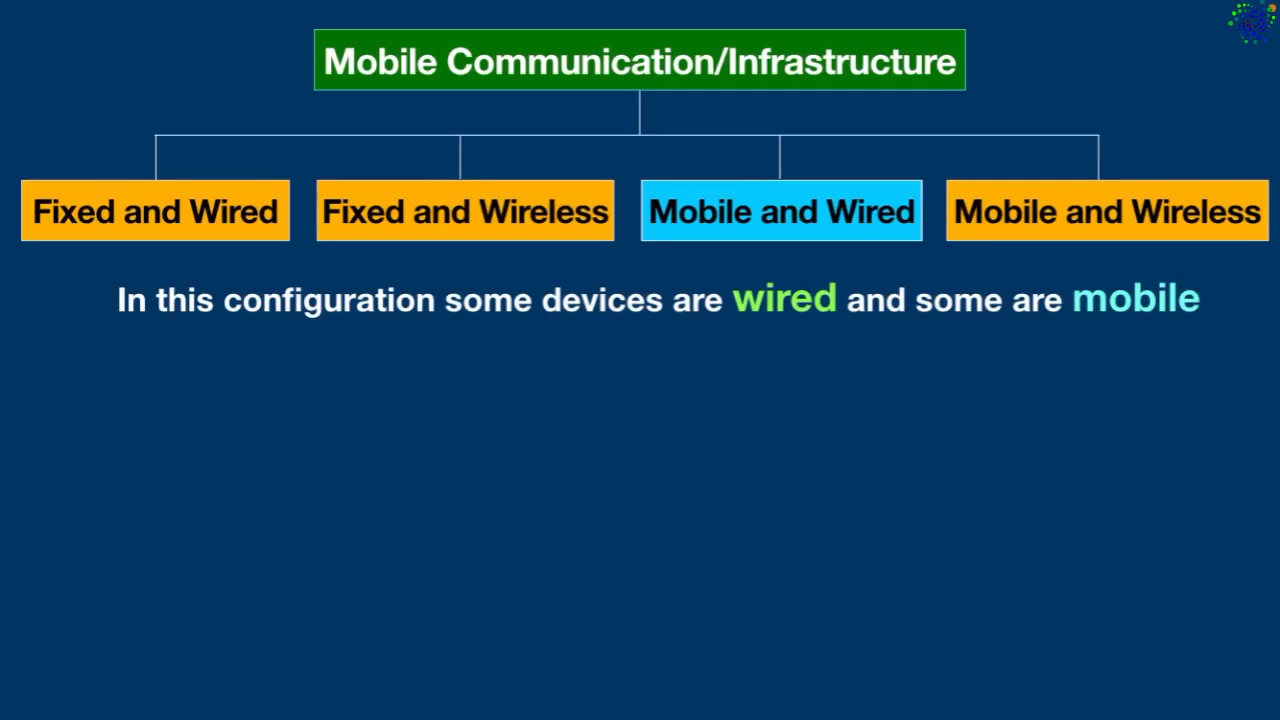 Mobile Communication/Infrastructure
Fixed and Wired
Fixed and Wireless
Mobile and Wired
Mobile and Wireless
In this configuration some devices are wired and some are mobile